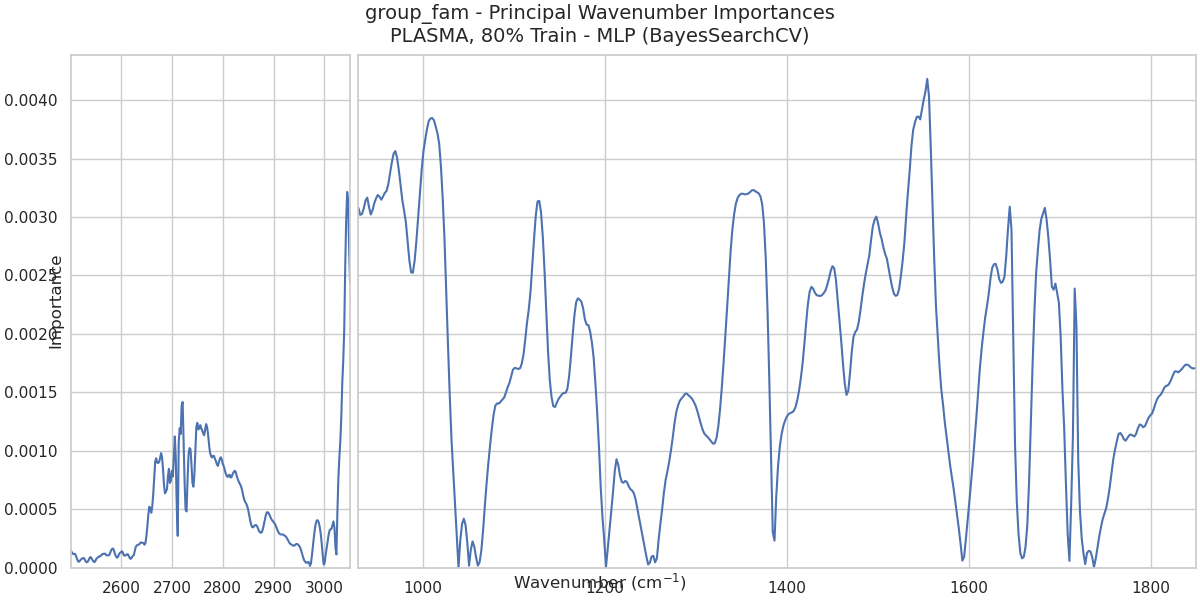 group_fam - Principal Wavenumber Importances
PLASMA, 80% Train - MLP (BayesSearchCV)
0.0040
0.0035
0.0030
0.0025
0.0020
0.0015
0.0010
0.0005
0.0000
Importance
2600 2700 2800 2900 3000 1000 1200 1400 1600 1800
Wavenumber (cm⁻¹)